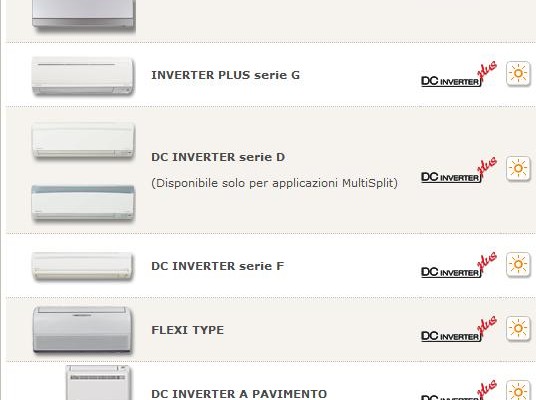 INVERTER PLUS serie G
DC INVERTER plus
DC INVERTER serie D
(Disponibile solo per applicazioni MultiSplit)
DC INVERTER plus
DC INVERTER serie F
DC INVERTER plus
FLEXI TYPE
DC INVERTER plus
DC INVERTER A PAVIMENTO
DC INVERTER plus